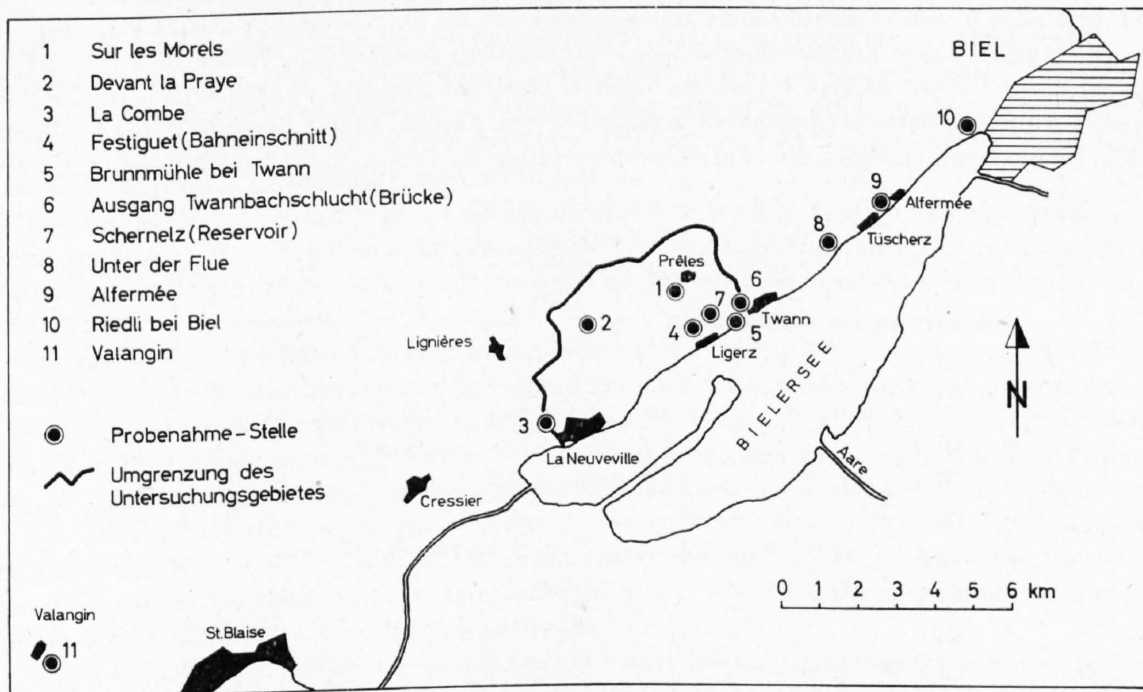 1 Sur les Morels
2 Devant la Praye
3 La Combe
4 Festiguet (Bahneinschnitt)
5 Brunnmühle bei Twann
6 Ausgang Twannbachschlucht (Brücke)
7 Schernelz (Reservoir)
8 Unter der Flue
9 Alfermée
10 Riedli bei Biel
11 Valangin
Probenahme-Stelle
Umgrenzung des
Untersuchungsgebietes
BIEL
10
9
Alfermée
8
Tüscherz
Prêles
1
7
6
Twann
2
4
5
Lignières
Ligerz
BIELERSEE
N
3
La Neuveville
Aare
Cressier
0 1 2 3 4 5 6 km
Valangin
11
St.Blaise